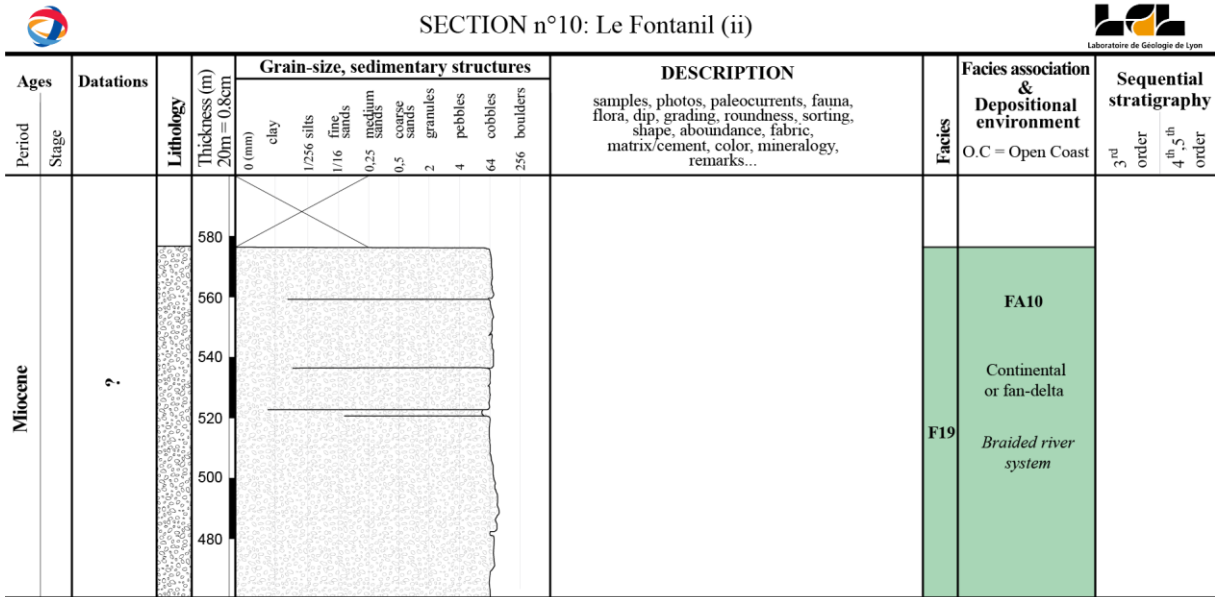 SECTION n°10: Le Fontanil (ii)
Laboratoire de Géologie de Lyon
Ages
Period
Stage
Datations
Lithology
Thickness (m)
20m = 0.8cm
Grain-size, sedimentary structures
0 (mm)
clay
1/256 silts
1/16 fine sands
0,25 medium sands
0,5 coarse sands
2 granules
4 pebbles
64 cobbles
256 boulders
DESCRIPTION
samples, photos, paleocurrents, fauna,
flora, dip, grading, roundness, sorting,
shape, aboundance, fabric,
matrix/cement, color, mineralogy,
remarks...
Facies
Facies association
&
Depositional
environment
O.C = Open Coast
Sequential
stratigraphy
3rd
order
4th,5th
order
Miocene
?
580
560
540
520
500
480
F19
FA10
Continental
or fan-delta
Braided river
system